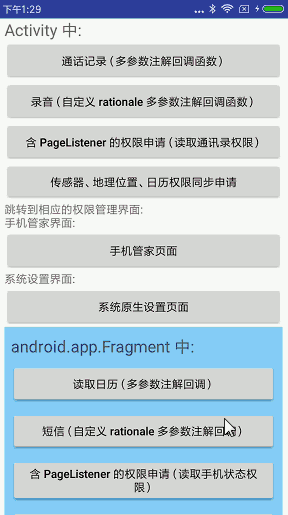 下午1:29
Activity 中:
通话记录（多参数注解回调函数）
录音（自定义 rationale 多参数注解回调函数）
含 PageListener 的权限申请（读取通讯录权限）
传感器、地理位置、日历权限同步申请
跳转到相应的权限管理界面:
手机管家界面:
手机管家页面
系统设置界面:
系统原生设置页面
android.app.Fragment 中:
读取日历（多参数注解回调）
短信（自定义 rationale 多参数注解回调）
含 PageListener 的权限申请（读取手机状态权
限）